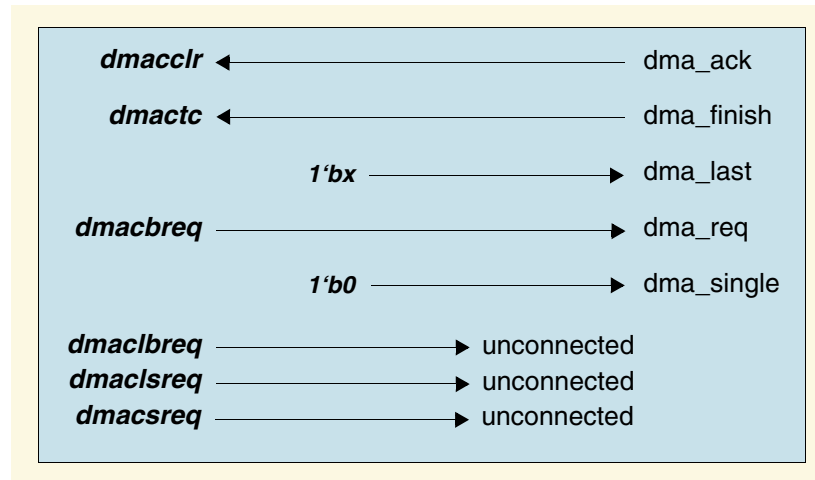 dmacclr dma_ack
dmactc dma_finish
1‘bx dma_last
dmacbreq dma_req
1‘b0 dma_single
dmaclbreq unconnected
dmaclsreq unconnected
dmacsreq unconnected